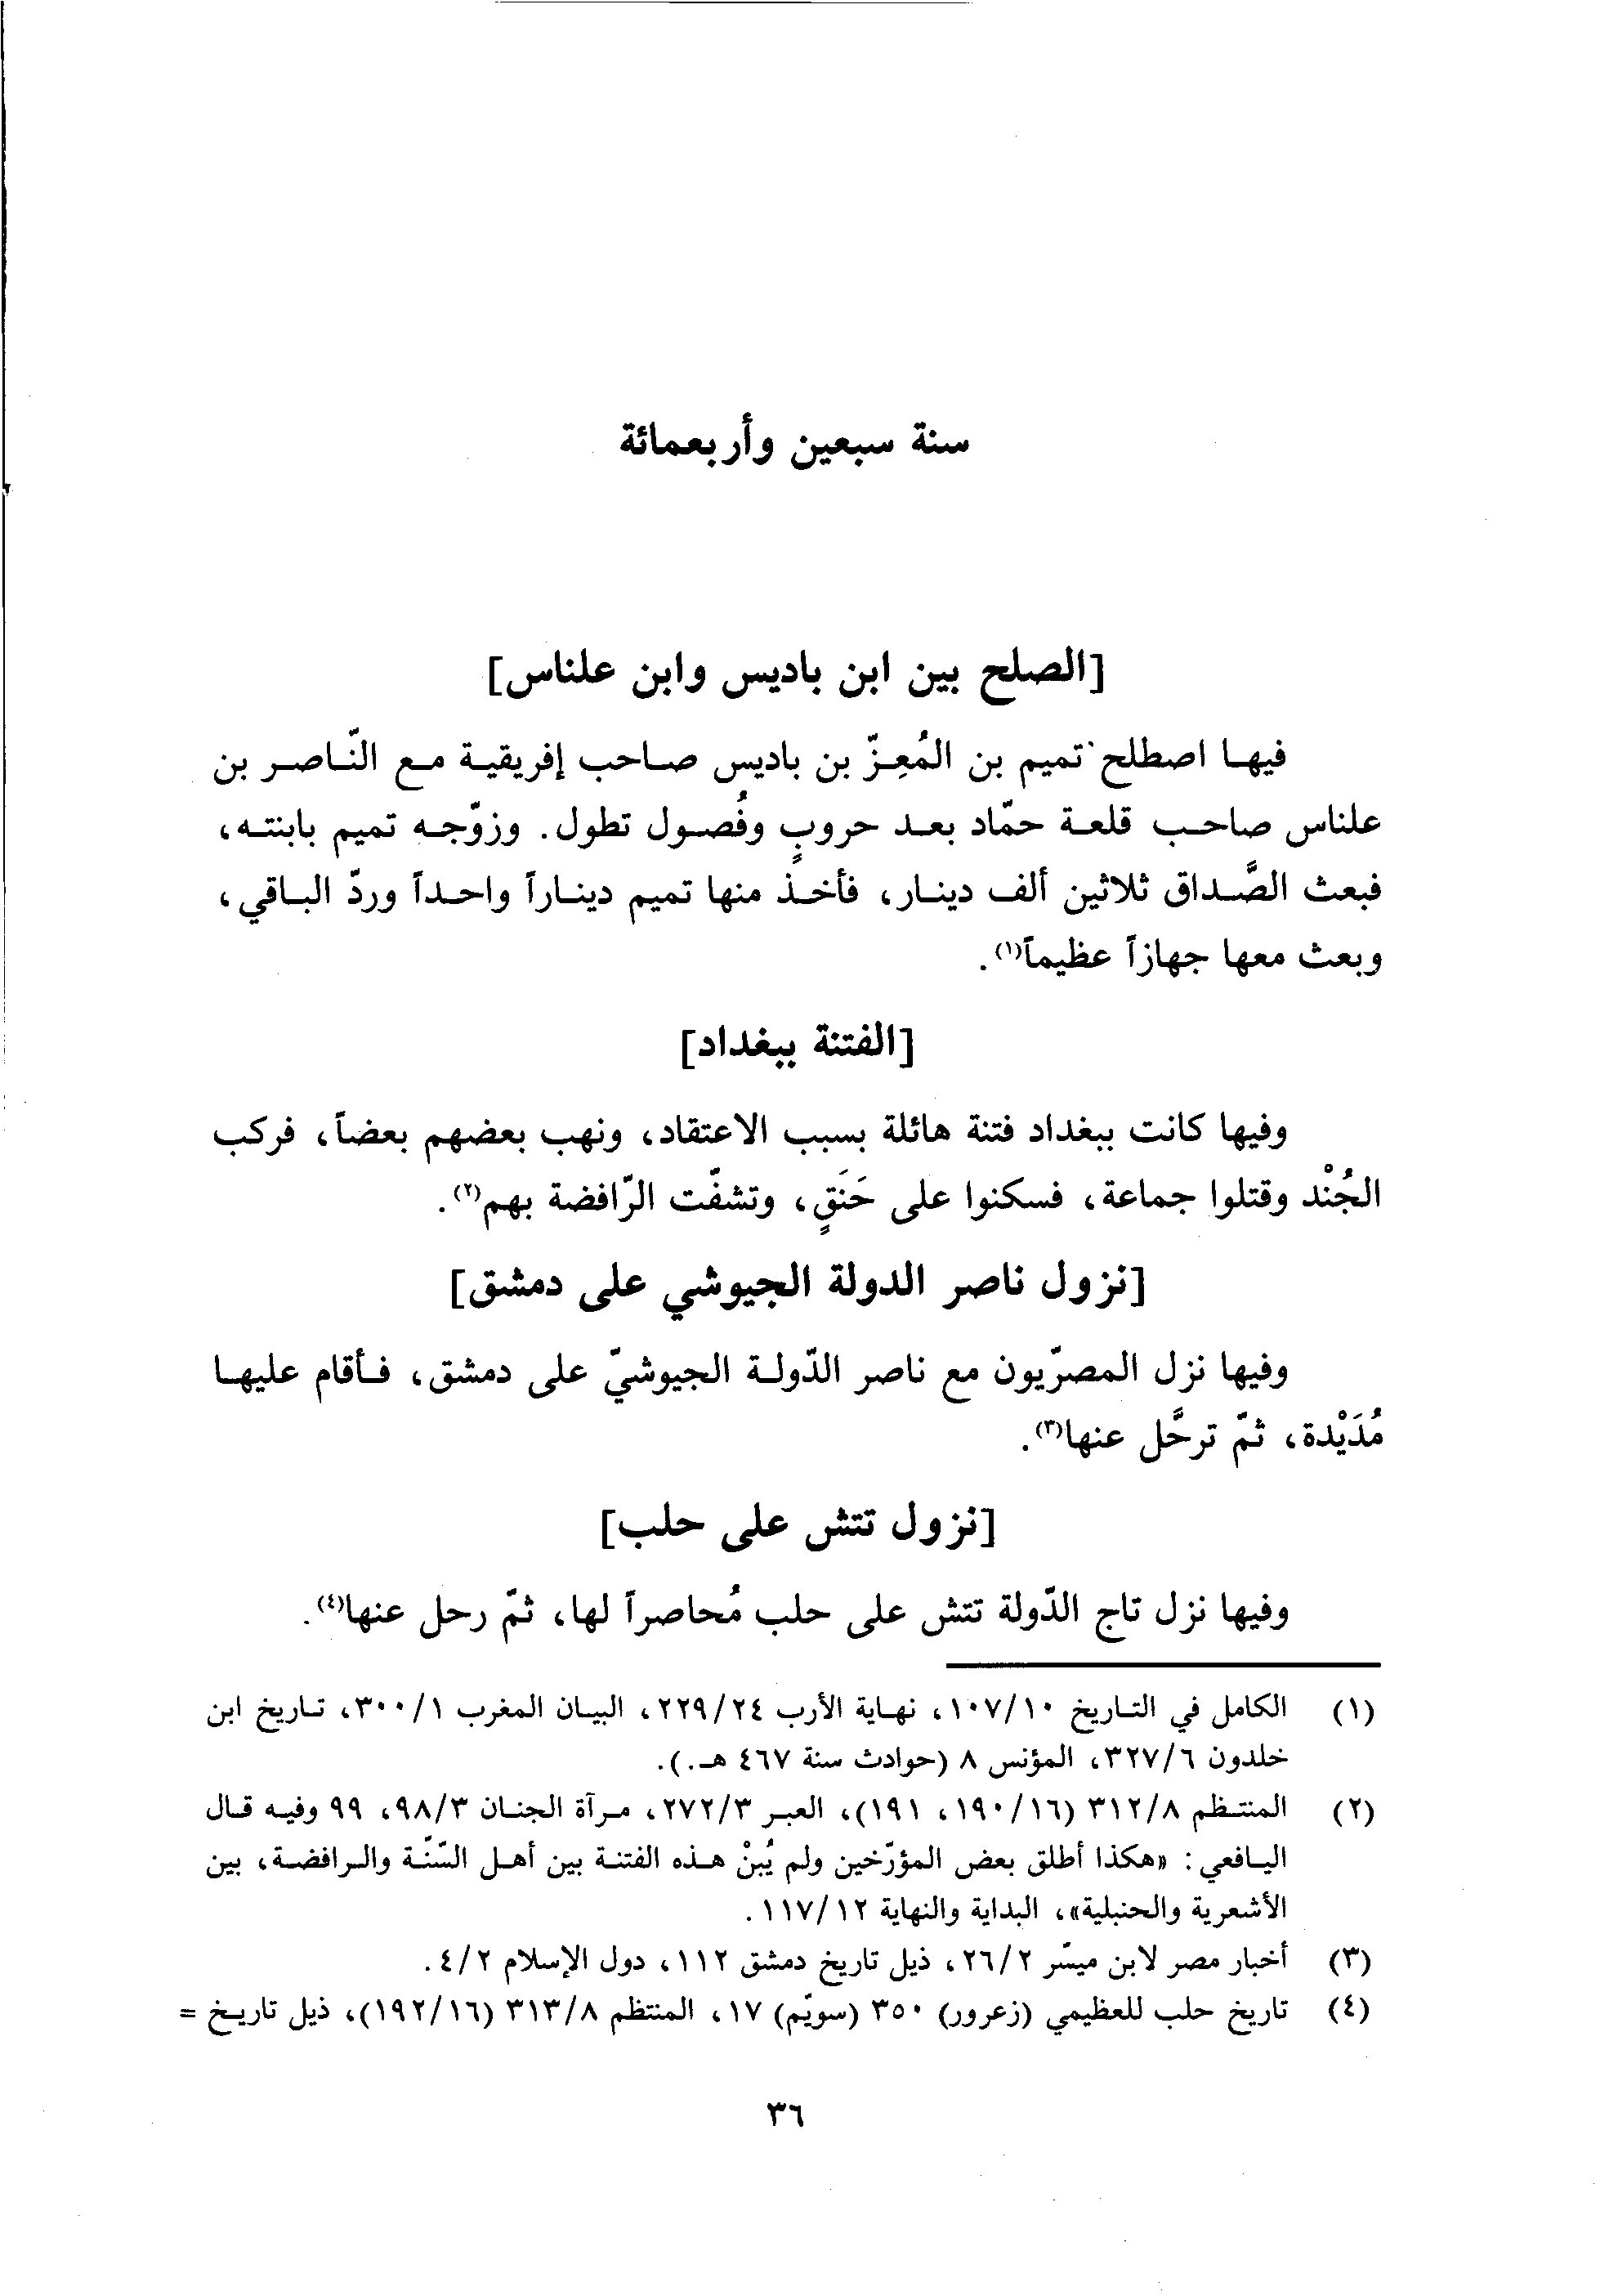 سنة سبعين وأربعمائة
[الصلح بين ابن باديس وابن علناس]
فيها اصطلح تميم بن المُعِزّ بن باديس صاحب إفريقية مع النّاصر بن
علناس صاحب قلعة حمّاد بعد حروبٍ وفُصول تطول. وزوّجه تميم بابنته،
فبعث الصَّداق ثلاثين ألف دينار، فأخذ منها تميم ديناراً واحداً وردّ الباقي،
وبعث معها جهازاً عظيماً(١).
[الفتنة ببغداد]
وفيها كانت ببغداد فتنة هائلة بسبب الاعتقاد، ونهب بعضهم بعضاً، فركب
الجُنْد وقتلوا جماعة، فسكنوا على حَنَقٍ، وتشفّت الرّافضة بهم(٢).
[نزول ناصر الدولة الجيوشي على دمشق]
وفيها نزل المصرّيون مع ناصر الدّولة الجيوشيّ على دمشق، فأقام عليها
مُدَيْدة، ثمّ ترحَّل عنها(٣).
[نزول تتش على حلب]
وفيها نزل تاج الدّولة تتش على حلب مُحاصراً لها، ثمّ رحل عنها(٤).
(١) الكامل في التاريخ ١٠٧/١٠، نهاية الأرب ٢٢٩/٢٤، البيان المغرب ٣٠٠/١، تاريخ ابن
خلدون ٣٢٧/٦، المؤنس ٨ (حوادث سنة ٤٦٧ هـ.).
(٢) المنتظم ٣١٢/٨ (١٩٠/١٦، ١٩١)، العبر ٢٧٢/٣، مرآة الجنان ٩٨/٣، ٩٩ وفيه قال
اليافعي: «هكذا أطلق بعض المؤرّخين ولم يُبنْ هذه الفتنة بين أهل السّنّة والرافضة، بين
الأشعرية والحنبلية»، البداية والنهاية ١١٧/١٢.
(٣) أخبار مصر لابن ميسّر ٢٦/٢، ذيل تاريخ دمشق ١١٢، دول الإسلام ٤/٢.
(٤) تاريخ حلب للعظيمي (زعرور) ٣٥٠ (سويّم) ١٧، المنتظم ٣١٣/٨ (١٩٢/١٦)، ذيل تاريخ =
٣٦